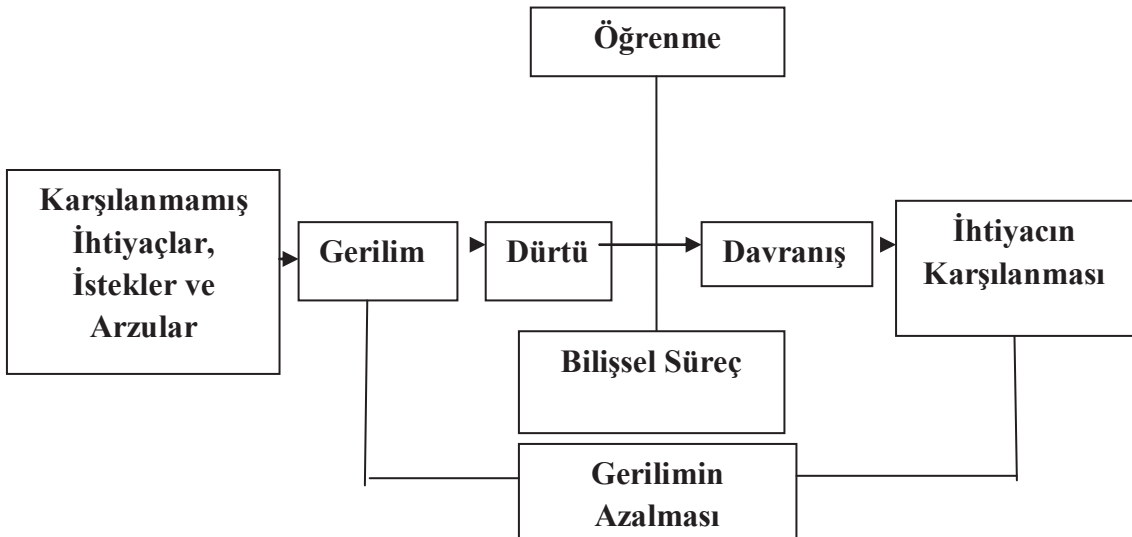 Öğrenme
Karşılanmamış
İhtiyaçlar,
İstekler ve
Arzular
Gerilim
Dürtü
Davranış
İhtiyacın
Karşılanması
Bilişsel Süreç
Gerilimin
Azalması